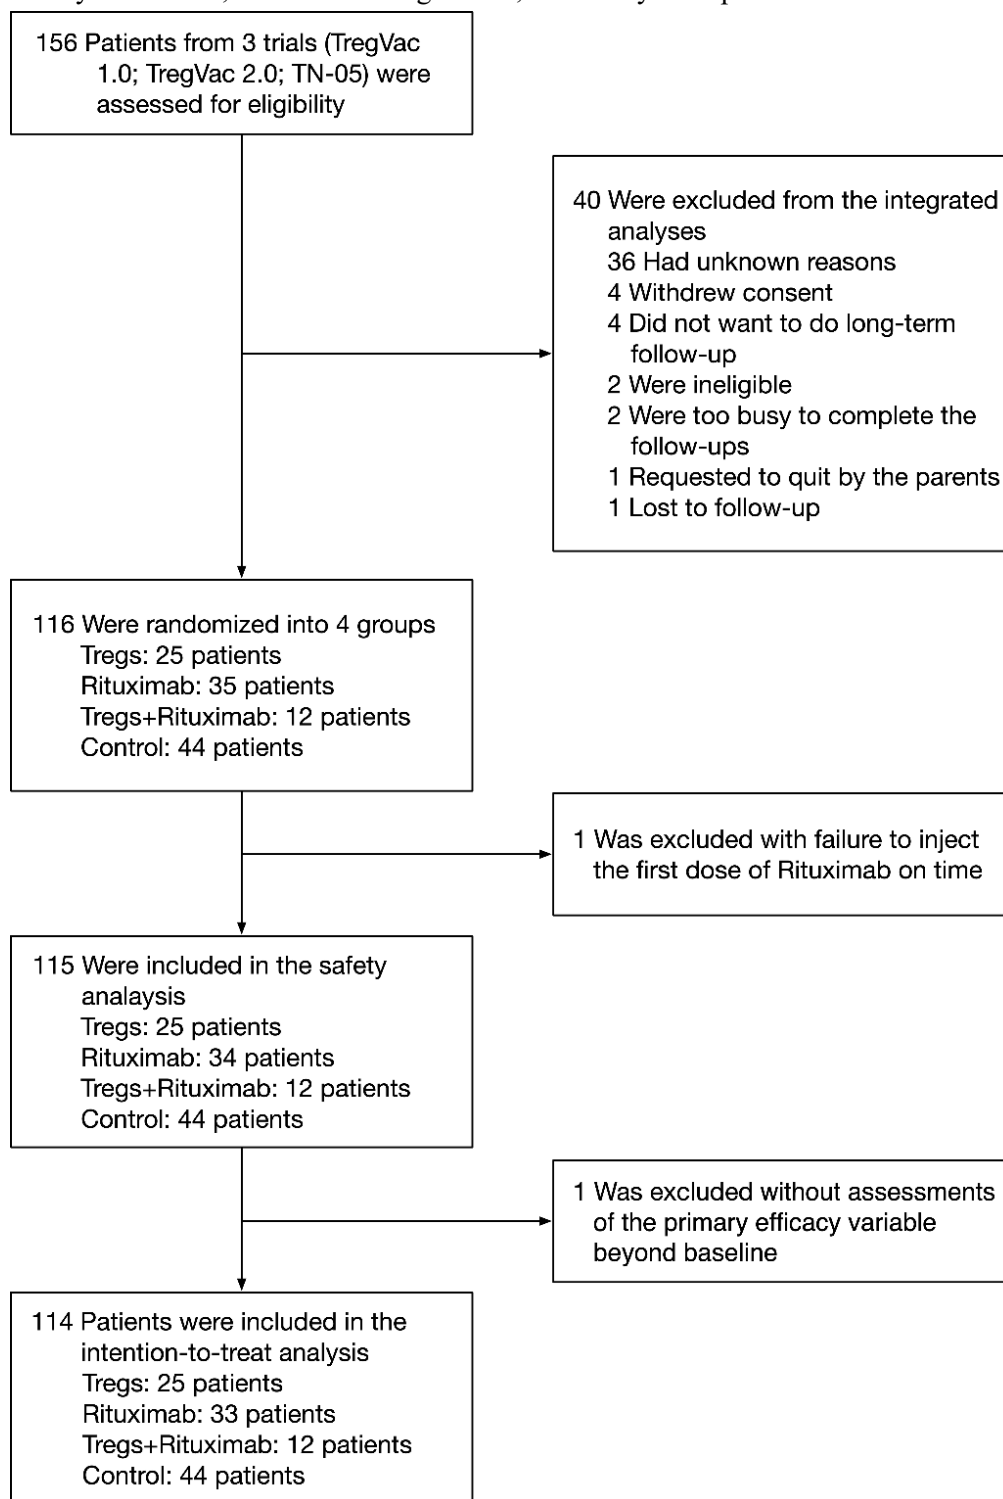 156 Patients from 3 trials (TregVac
1.0; TregVac 2.0; TN-05) were
assessed for eligibility
40 Were excluded from the integrated
analyses
36 Had unknown reasons
4 Withdrew consent
4 Did not want to do long-term
follow-up
2 Were ineligible
2 Were too busy to complete the
follow-ups
1 Requested to quit by the parents
1 Lost to follow-up
116 Were randomized into 4 groups
Tregs: 25 patients
Rituximab: 35 patients
Tregs+Rituximab: 12 patients
Control: 44 patients
1 Was excluded with failure to inject
the first dose of Rituximab on time
115 Were included in the safety
analaysis
Tregs: 25 patients
Rituximab: 34 patients
Tregs+Rituximab: 12 patients
Control: 44 patients
1 Was excluded without assessments
of the primary efficacy variable
beyond baseline
114 Patients were included in the
intention-to-treat analysis
Tregs: 25 patients
Rituximab: 33 patients
Tregs+Rituximab: 12 patients
Control: 44 patients